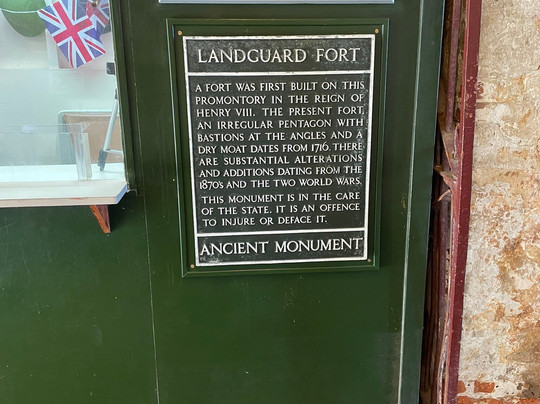 LANDGUARD FORT
A FORT WAS FIRST BUILT ON THIS
PROMONTORY IN THE REIGN OF
HENRY VIII. THE PRESENT FORT,
AN IRREGULAR PENTAGON WITH
BASTIONS AT THE ANGLES AND A
DRY MOAT DATES FROM 1716. THERE
ARE SUBSTANTIAL ALTERATIONS
AND ADDITIONS DATING FROM THE
1870's AND THE TWO WORLD WARS.
THIS MONUMENT IS IN THE CARE
OF THE STATE. IT IS AN OFFENCE
TO INJURE OR DEFACE IT.
ANCIENT MONUMENT